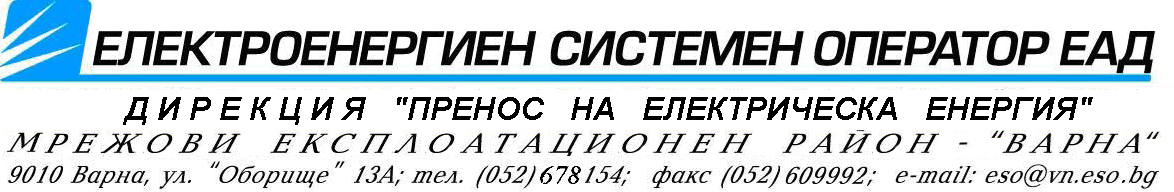 ЕЛЕКТРОЕНЕРГИЕН СИСТЕМЕН ОПЕРАТОР ЕАД
ДИРЕКЦИЯ "ПРЕНОС НА ЕЛЕКТРИЧЕСКА ЕНЕРГИЯ"
МРЕЖОВИ ЕКСПЛОАТАЦИОНЕН РАЙОН - “ВАРНА“
9010 Варна, ул. “Оборище” 13А; тел. (052) 678154; факс (052) 609992; e-mail: eso@vn.eso.bg